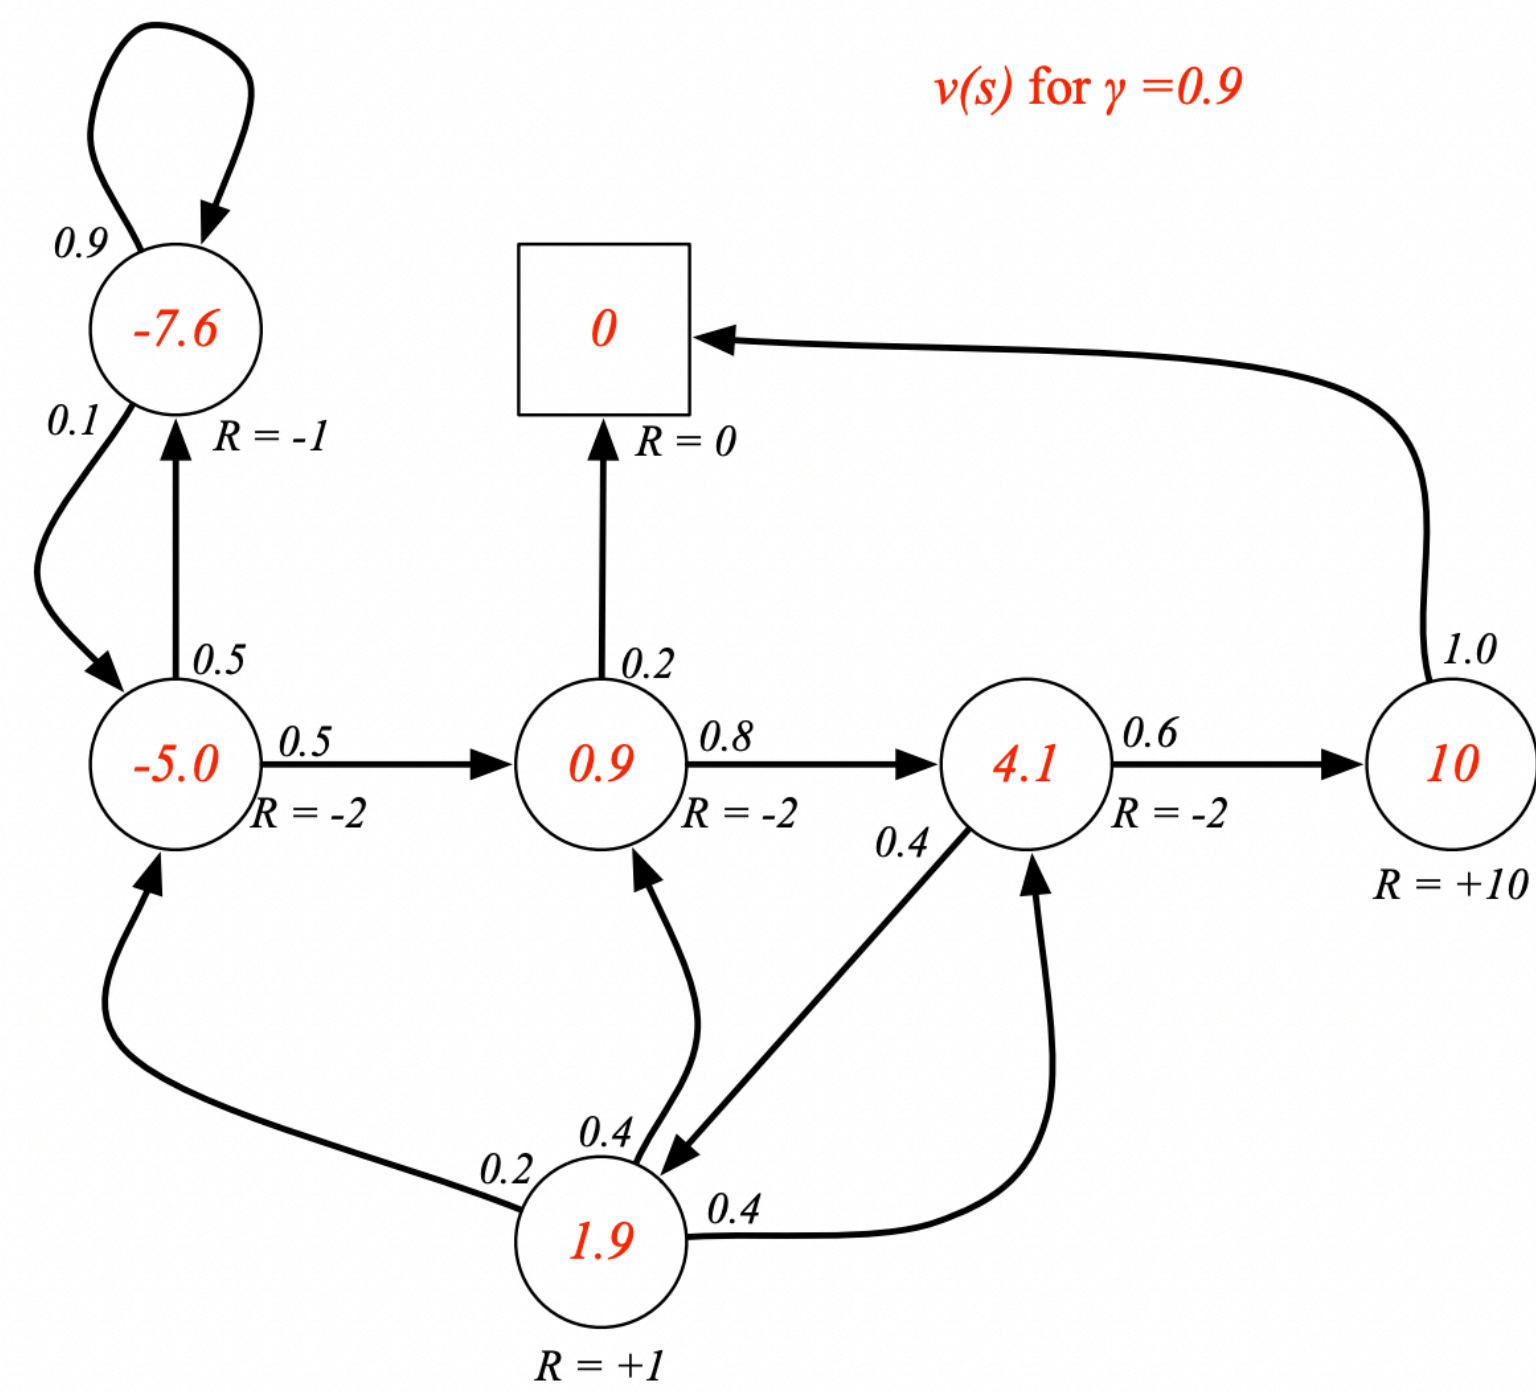 v(s) for γ =0.9
0.9
-7.6
0
0.1
R = -1
R = 0
0.5
0.2
1.0
-5.0
0.5
R = -2
0.9
0.8
R = -2
4.1
0.6
R = -2
10
0.4
R = +10
0.4
0.2
1.9
0.4
R = +1